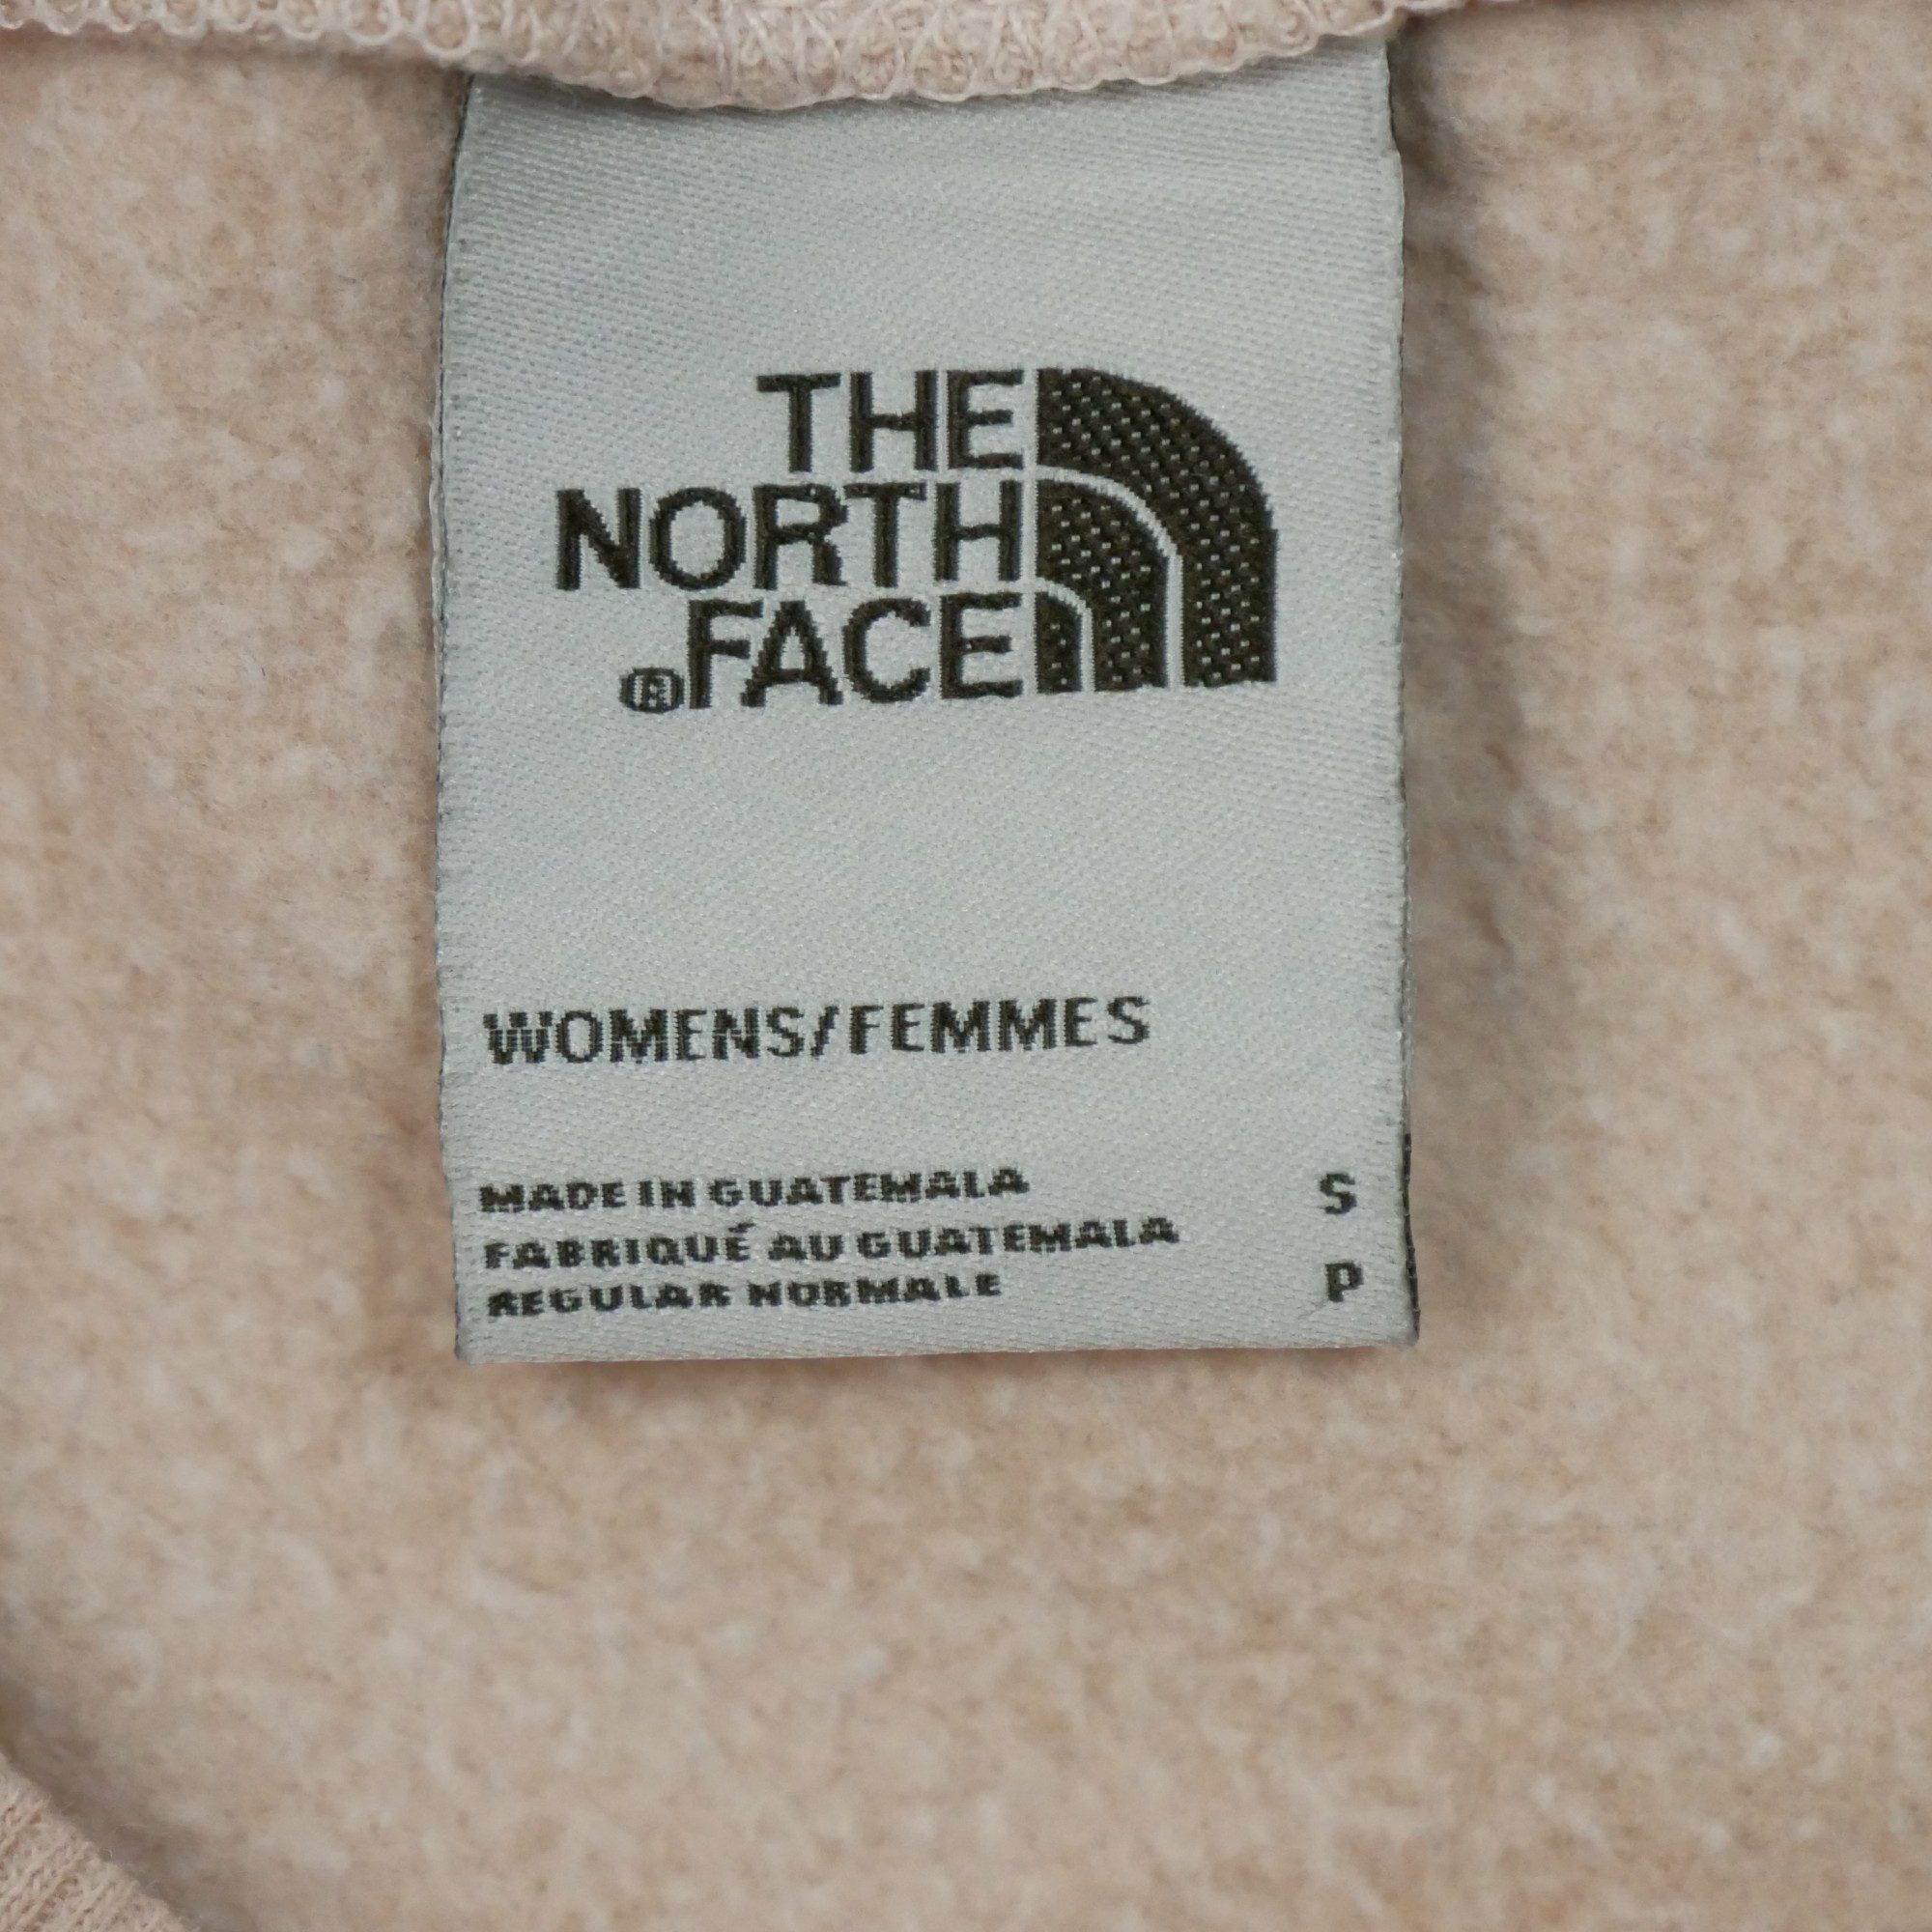 THE
NORTH
®FACE
WOMENS/FEMMES
MADE IN GUATEMALA S
FABRIQUÉ AU GUATEMALA
REGULAR NORMALE P